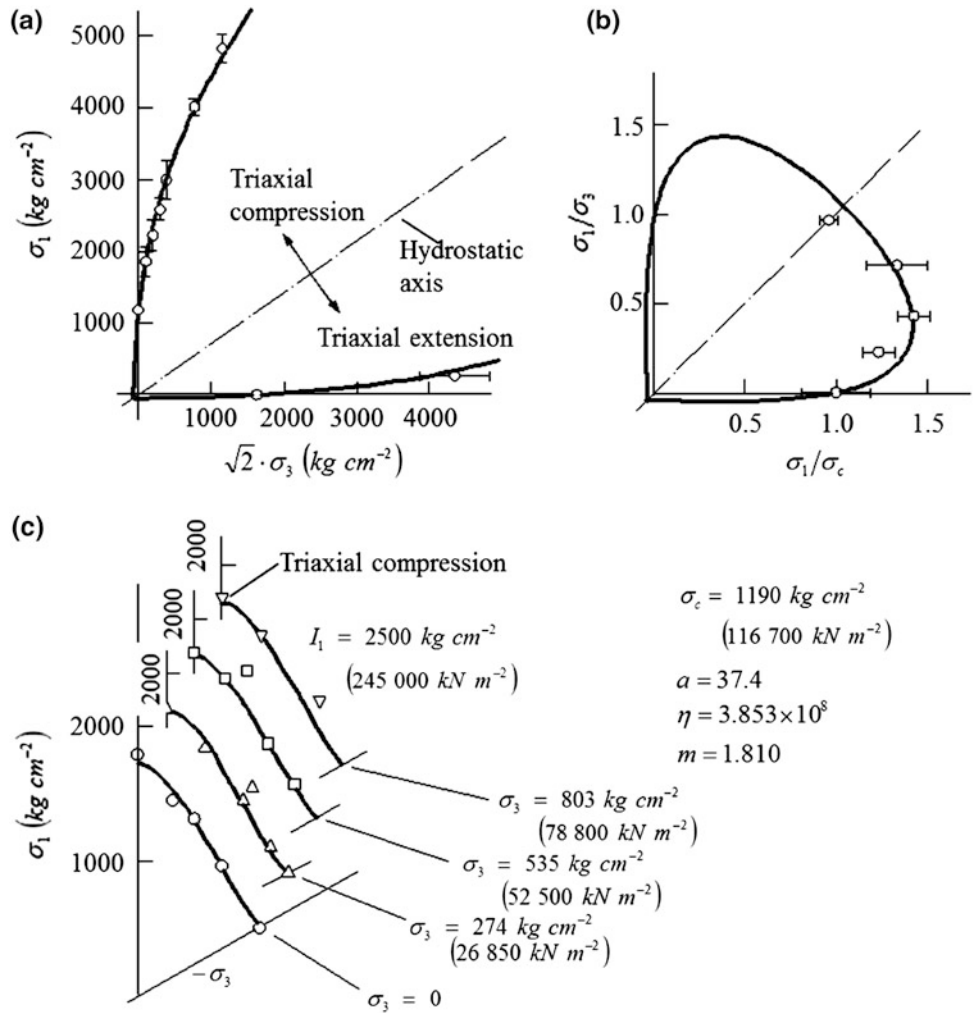 (a)
5000
4000
3000
2000
1000
σ₁ (kg cm⁻²)
Triaxial
compression
Hydrostatic
axis
Triaxial extension
1000
2000
3000
4000
√2 · σ₃ (kg cm⁻²)
(b)
1.5
1.0
0.5
σ₁/σ₃
0.5
1.0
1.5
σ₁/σ_c
(c)
2000
2000
2000
2000
1000
σ₁ (kg cm⁻²)
Triaxial compression
I₁ = 2500 kg cm⁻²
(245 000 kN m⁻²)
σ_c = 1190 kg cm⁻²
(116 700 kN m⁻²)
a = 37.4
η = 3.853×10⁸
m = 1.810
σ₃ = 803 kg cm⁻²
(78 800 kN m⁻²)
σ₃ = 535 kg cm⁻²
(52 500 kN m⁻²)
σ₃ = 274 kg cm⁻²
(26 850 kN m⁻²)
−σ₃
σ₃ = 0